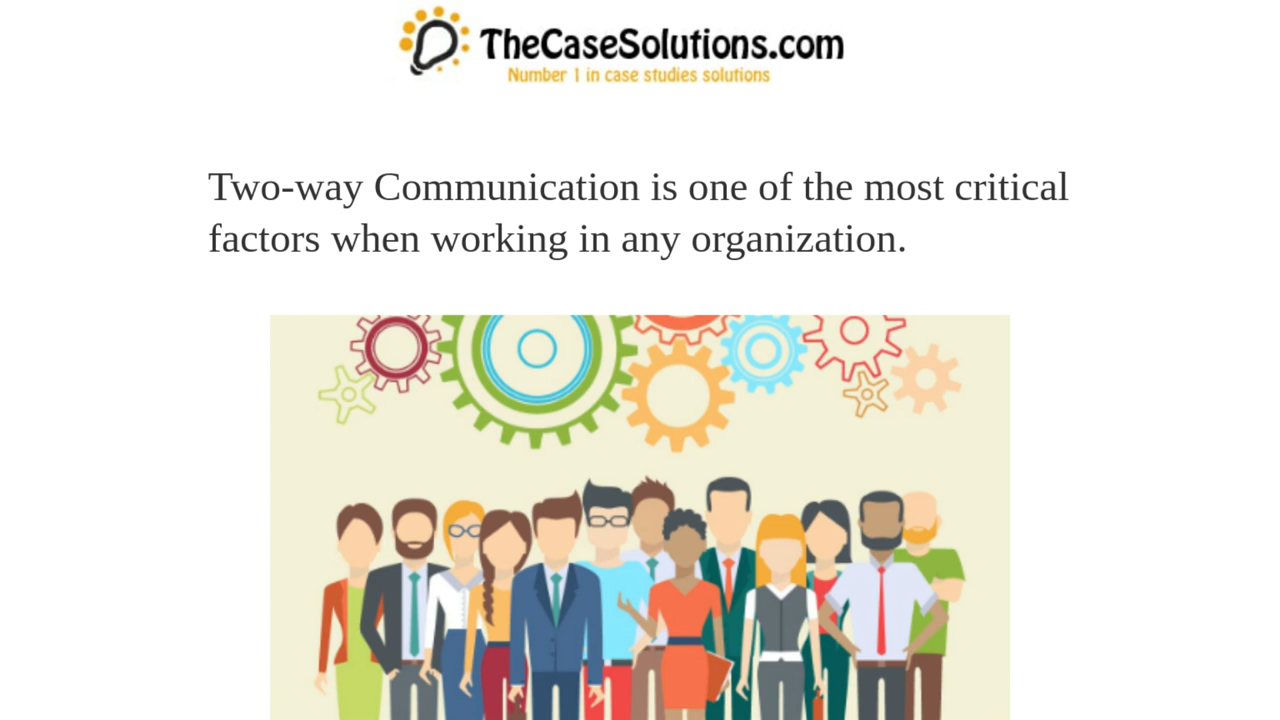 TheCaseSolutions.com
Number 1 in case studies solutions
Two-way Communication is one of the most critical
factors when working in any organization.